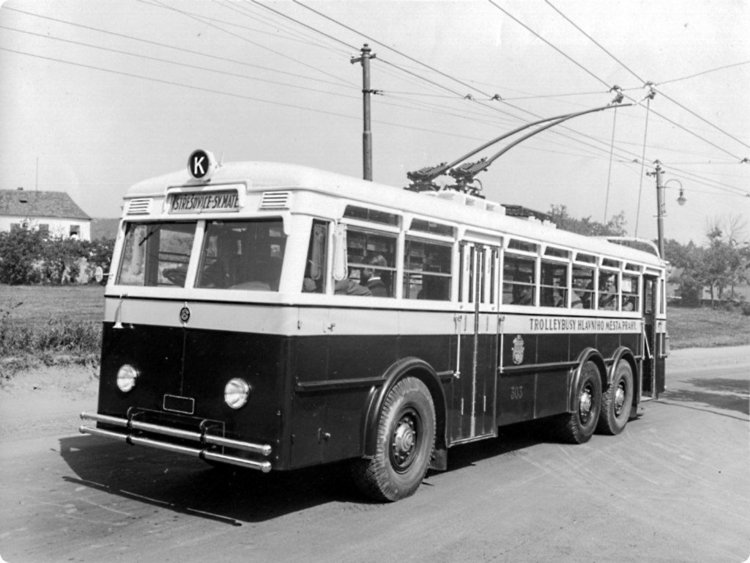 K
STŘEŠOVICE-SV.MATĚJ
TROLLEYBUSY HLAVNÍHO MĚSTA PRAHY.
303